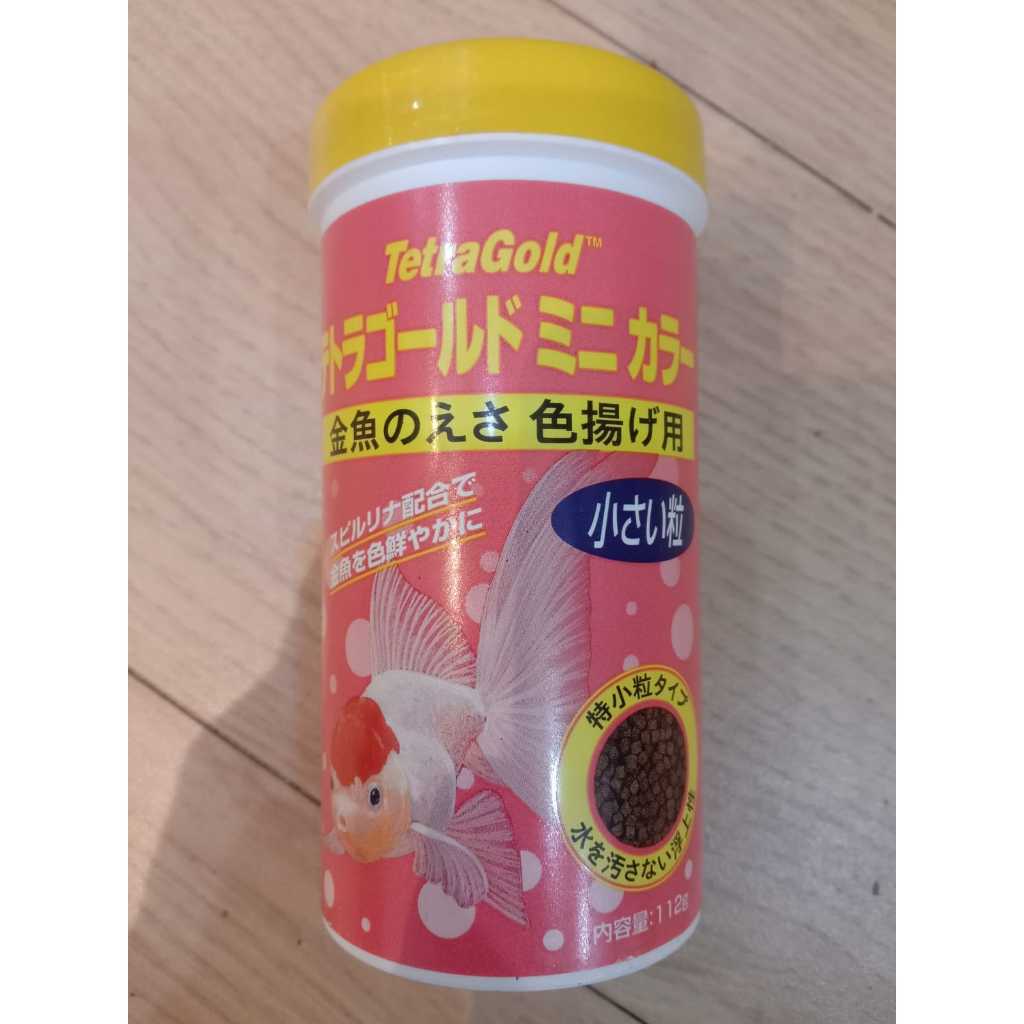 TetraGold™
テトラゴールド ミニ カラー
金魚のえさ 色揚げ用
スピルリナ配合で
金魚を色鮮やかに
小さい粒
特小粒タイプ
水を汚さない浮上性
内容量:112g